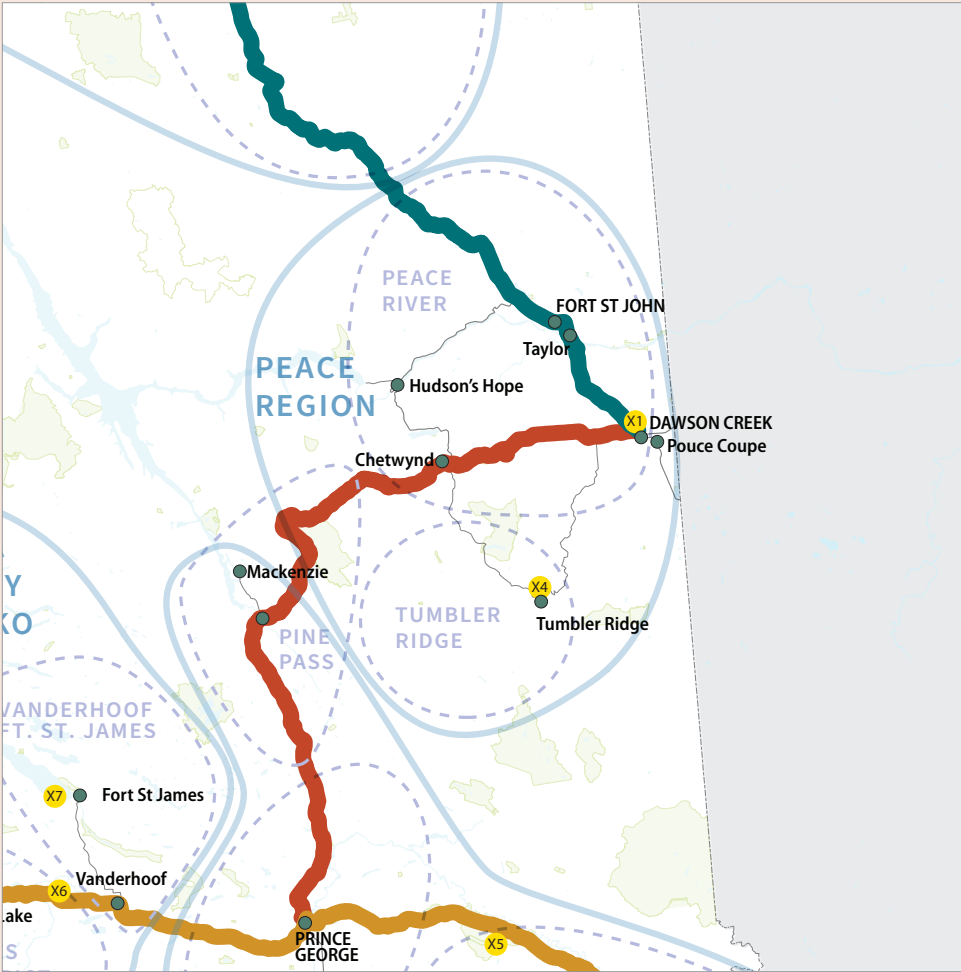 PEACE
RIVER
FORT ST JOHN
Taylor
PEACE
REGION
Hudson's Hope
X1
DAWSON CREEK
Pouce Coupe
Chetwynd
Mackenzie
X4
Tumbler Ridge
TUMBLER
RIDGE
PINE
PASS
Y
KO
VANDERHOOF
FT. ST. JAMES
X7
Fort St James
Vanderhoof
X6
Lake
PRINCE
GEORGE
X5
S